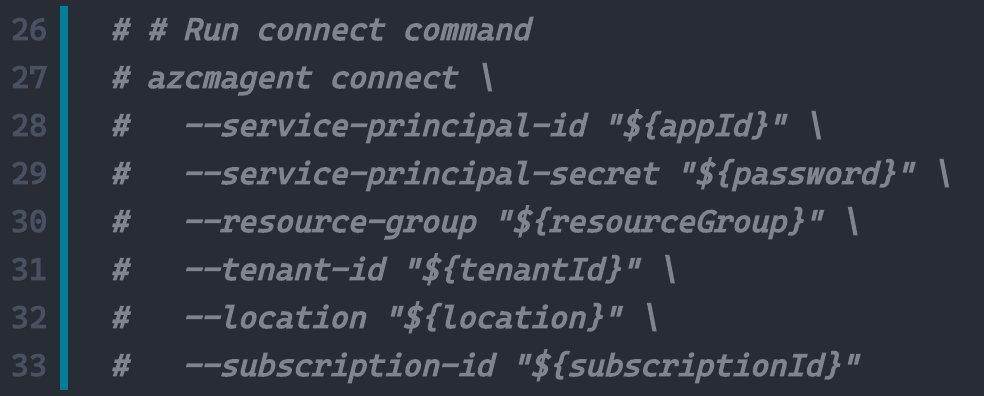 26 # # Run connect command
27 # azcmagent connect \
28 #   --service-principal-id "${appId}" \
29 #   --service-principal-secret "${password}" \
30 #   --resource-group "${resourceGroup}" \
31 #   --tenant-id "${tenantId}" \
32 #   --location "${location}" \
33 #   --subscription-id "${subscriptionId}"